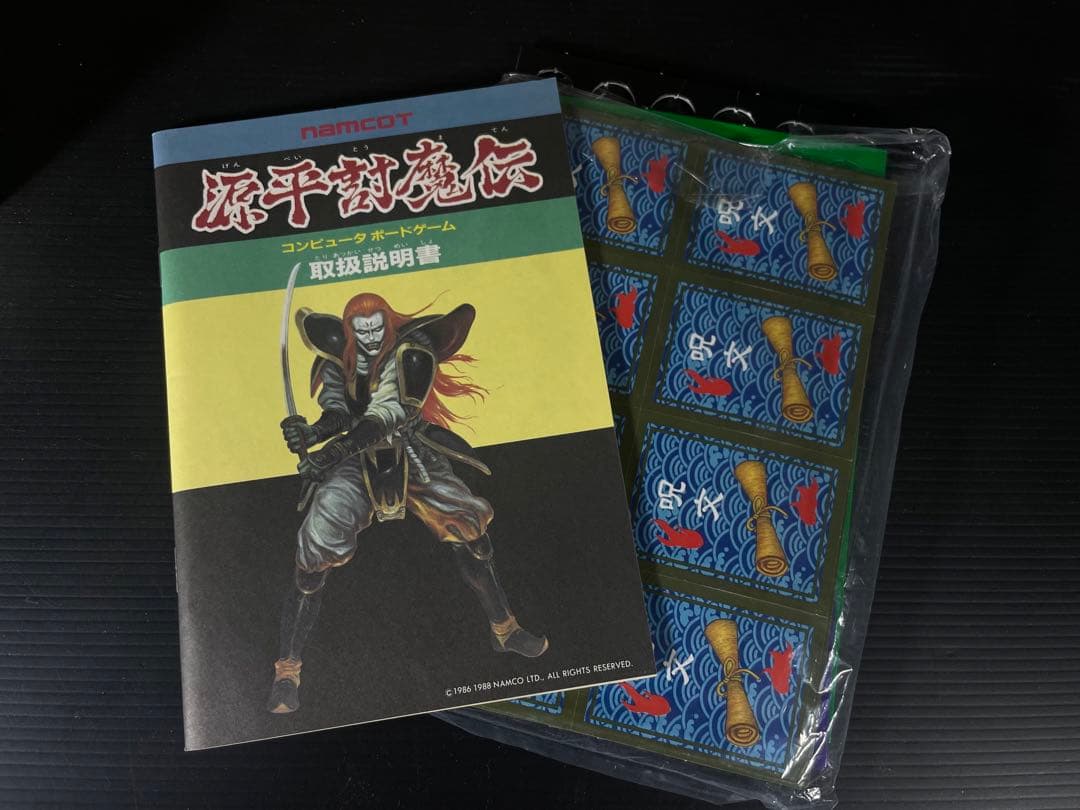 namcot
げん ぺい とう ま でん
源平討魔伝
コンピュータ ボードゲーム
とり あつかい せつ めい しょ
取扱説明書
© 1986 1988 NAMCO LTD., ALL RIGHTS RESERVED.
呪文
呪文
呪文
文